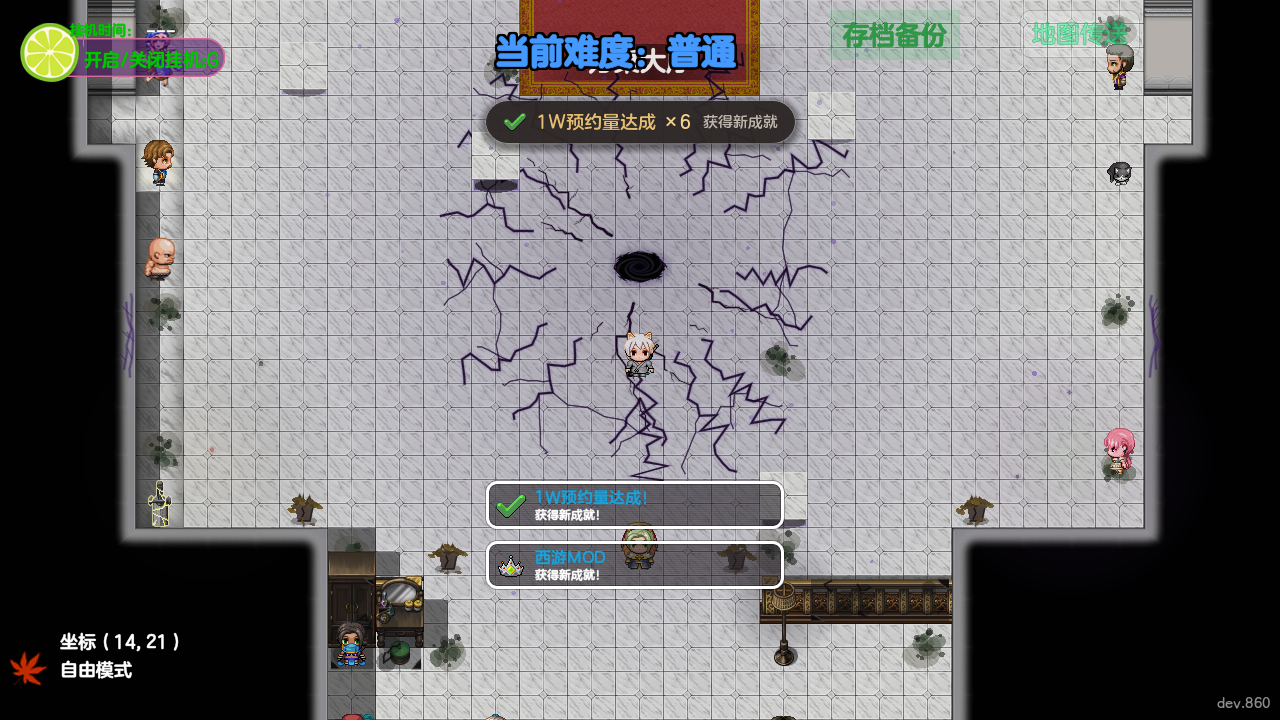 挂机时间：
开启/关闭挂机:G
当前难度：普通
存档备份
地图传送
1W预约量达成 ×6 获得新成就
1W预约量达成!
获得新成就!
西游MOD
获得新成就!
坐标 ( 14, 21 )
自由模式
dev.860